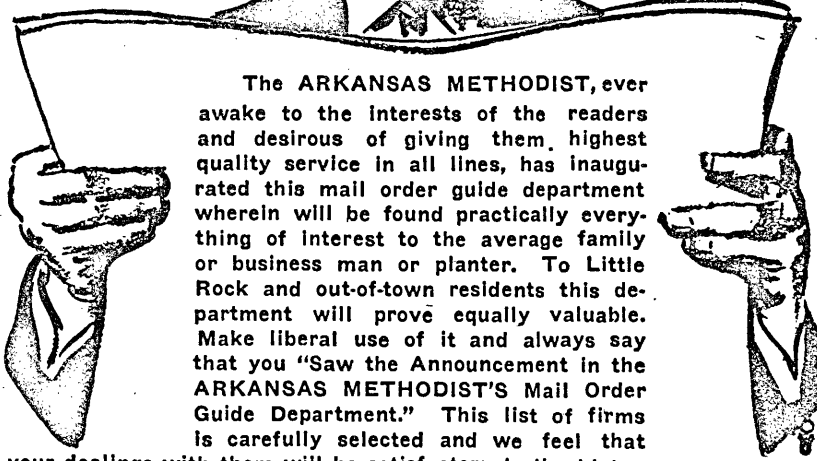 The ARKANSAS METHODIST, ever
awake to the interests of the readers
and desirous of giving them. highest
quality service in all lines, has inaugu-
rated this mail order guide department
wherein will be found practically every-
thing of interest to the average family
or business man or planter. To Little
Rock and out-of-town residents this de-
partment will prove equally valuable.
Make liberal use of it and always say
that you "Saw the Announcement in the
ARKANSAS METHODIST'S Mail Order
Guide Department." This list of firms
is carefully selected and we feel that
your dealings with them will be